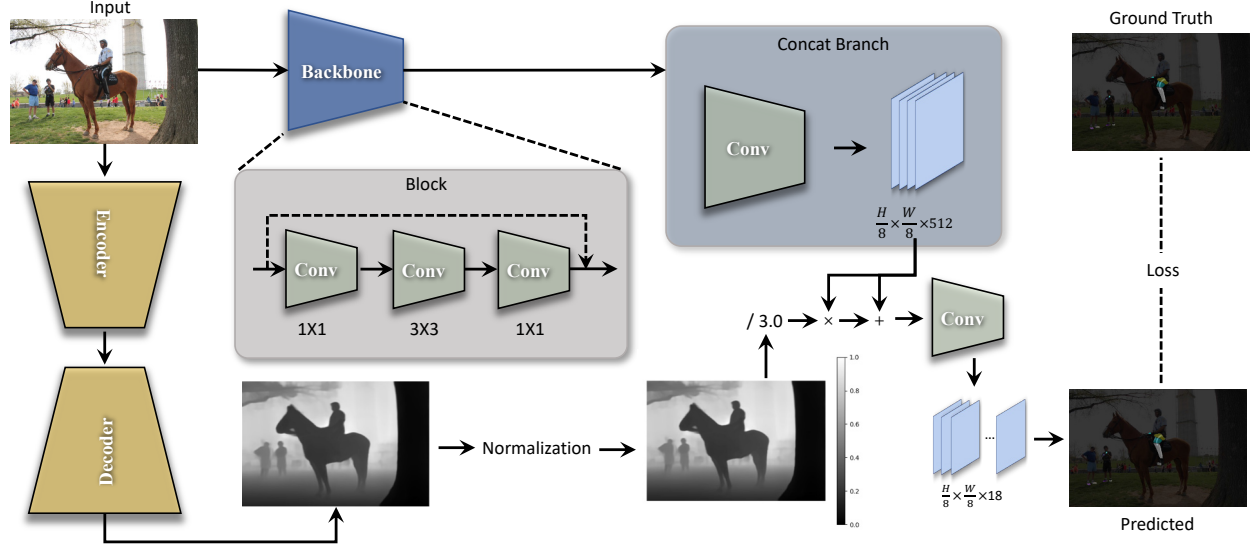 Input
Backbone
Concat Branch
Ground Truth
Conv
H/8 × W/8 ×512
Encoder
Block
Conv
Conv
Conv
1X1
3X3
1X1
Loss
/ 3.0
×
+
Conv
Decoder
Normalization
1.0
0.8
0.6
0.4
0.2
0.0
...
H/8 × W/8 ×18
Predicted